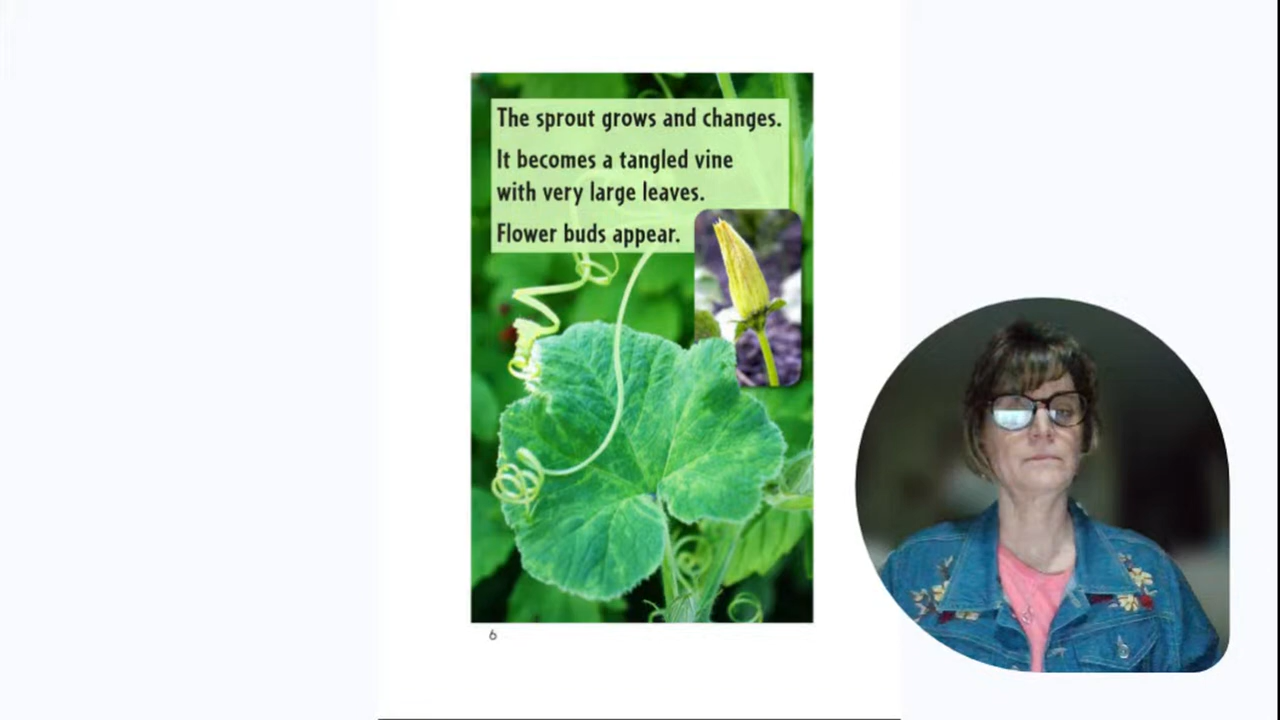 The sprout grows and changes.
It becomes a tangled vine
with very large leaves.
Flower buds appear.
6